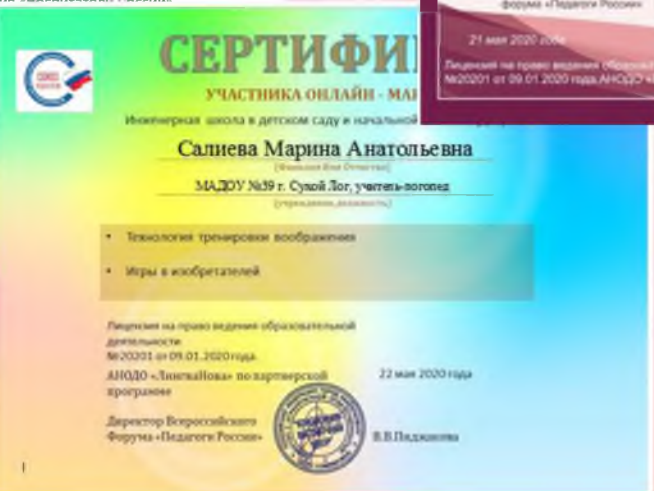 форума «Педагоги России»
21 мая 2020 года
Лицензия на право ведения
№20201 от 09.01.2020 года АНОДО
СЕРТИФИ
УЧАСТНИКА ОНЛАЙН - МА
Инженерная школа в детском саду и начальной
Салиева Марина Анатольевна
(Фамилия Имя Отчество)
МАДОУ №39 г. Сухой Лог, учитель-логопед
(учреждение, должность)
• Технология тренировки воображения
• Игры в изобретателей
Лицензия на право ведения образовательной
деятельности
№20201 от 09.01.2020 года
АНОДО «ЛингваНова» по партнерской
программе
22 мая 2020 года
Директор Всероссийского
Форума «Педагоги России»